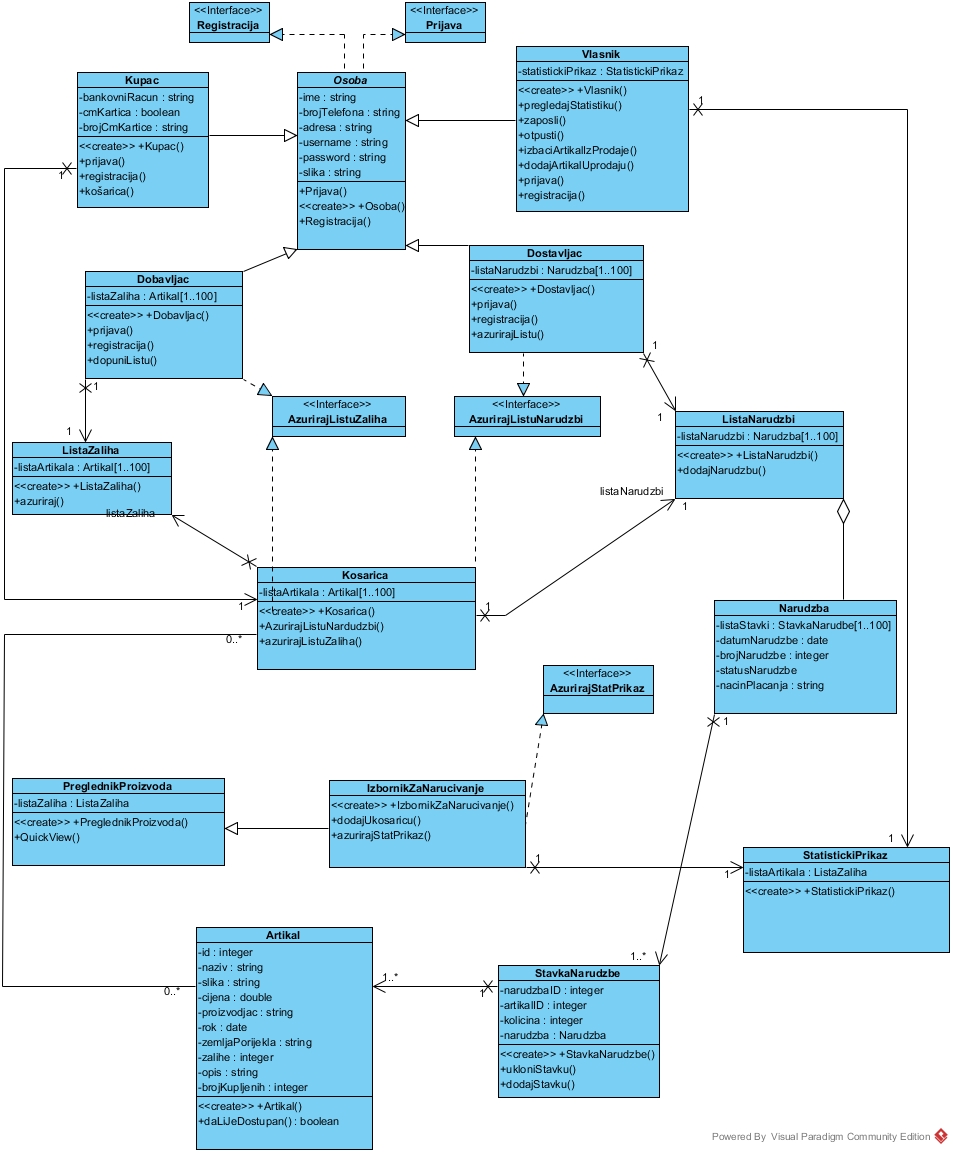 <<Interface>>
Registracija
<<Interface>>
Prijava
Kupac
-bankovniRacun : string
-cmKartica : boolean
-brojCmKartice : string
<<create>> +Kupac()
+prijava()
+registracija()
+košarica()
Osoba
-ime : string
-brojTelefona : string
-adresa : string
-username : string
-password : string
-slika : string
+Prijava()
<<create>> +Osoba()
+Registracija()
Vlasnik
-statistickiPrikaz : StatistickiPrikaz
<<create>> +Vlasnik()
+pregledajStatistiku()
+zaposli()
+otpusti()
+izbaciArtikalIzProdaje()
+dodajArtikalUprodaju()
+prijava()
+registracija()
1
1
Dobavljac
-listaZaliha : Artikal[1..100]
<<create>> +Dobavljac()
+prijava()
+registracija()
+dopuniListu()
Dostavljac
-listaNarudzbi : Narudzba[1..100]
<<create>> +Dostavljac()
+prijava()
+registracija()
+azurirajListu()
1
1
1
1
<<Interface>>
AzurirajListuZaliha
<<Interface>>
AzurirajListuNarudzbi
ListaNarudzbi
-listaNarudzbi : Narudzba[1..100]
<<create>> +ListaNarudzbi()
+dodajNarudzbu()
ListaZaliha
-listaArtikala : Artikal[1..100]
<<create>> +ListaZaliha()
+azuriraj()
listaZaliha
listaNarudzbi
1
Kosarica
-listaArtikala : Artikal[1..100]
<<create>> +Kosarica()
+AzurirajListuNardudzbi()
+azurirajListuZaliha()
1
1
0..*
Narudzba
-listaStavki : StavkaNarudbe[1..100]
-datumNarudzbe : date
-brojNarudzbe : integer
-statusNarudzbe
-nacinPlacanja : string
1
<<Interface>>
AzurirajStatPrikaz
PreglednikProizvoda
-listaZaliha : ListaZaliha
<<create>> +PreglednikProizvoda()
+QuickView()
IzbornikZaNarucivanje
<<create>> +IzbornikZaNarucivanje()
+dodajUkosaricu()
+azurirajStatPrikaz()
1
1
1
StatistickiPrikaz
-listaArtikala : ListaZaliha
<<create>> +StatistickiPrikaz()
Artikal
-id : integer
-naziv : string
-slika : string
-cijena : double
-proizvodjac : string
-rok : date
-zemljaPorijekla : string
-zalihe : integer
-opis : string
-brojKupljenih : integer
<<create>> +Artikal()
+daLiJeDostupan() : boolean
0..*
1..*
1
1..*
StavkaNarudzbe
-narudzbaID : integer
-artikalID : integer
-kolicina : integer
-narudzba : Narudzba
<<create>> +StavkaNarudzbe()
+ukloniStavku()
+dodajStavku()
Powered By Visual Paradigm Community Edition